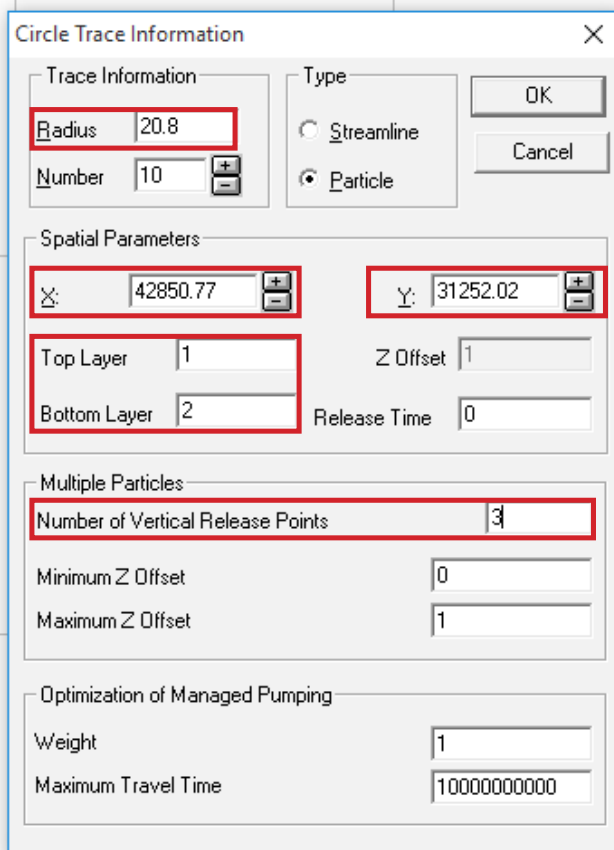 Circle Trace Information
Trace Information
Radius 20.8
Number 10
Type
Streamline
Particle
OK
Cancel
Spatial Parameters
X: 42850.77 Y: 31252.02
Top Layer 1 Z Offset 1
Bottom Layer 2 Release Time 0
Multiple Particles
Number of Vertical Release Points 3
Minimum Z Offset 0
Maximum Z Offset 1
Optimization of Managed Pumping
Weight 1
Maximum Travel Time 10000000000